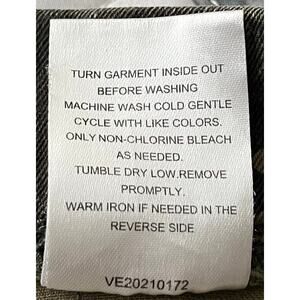 TURN GARMENT INSIDE OUT
BEFORE WASHING
MACHINE WASH COLD GENTLE
CYCLE WITH LIKE COLORS.
ONLY NON-CHLORINE BLEACH
AS NEEDED.
TUMBLE DRY LOW.REMOVE
PROMPTLY.
WARM IRON IF NEEDED IN THE
REVERSE SIDE
VE20210172